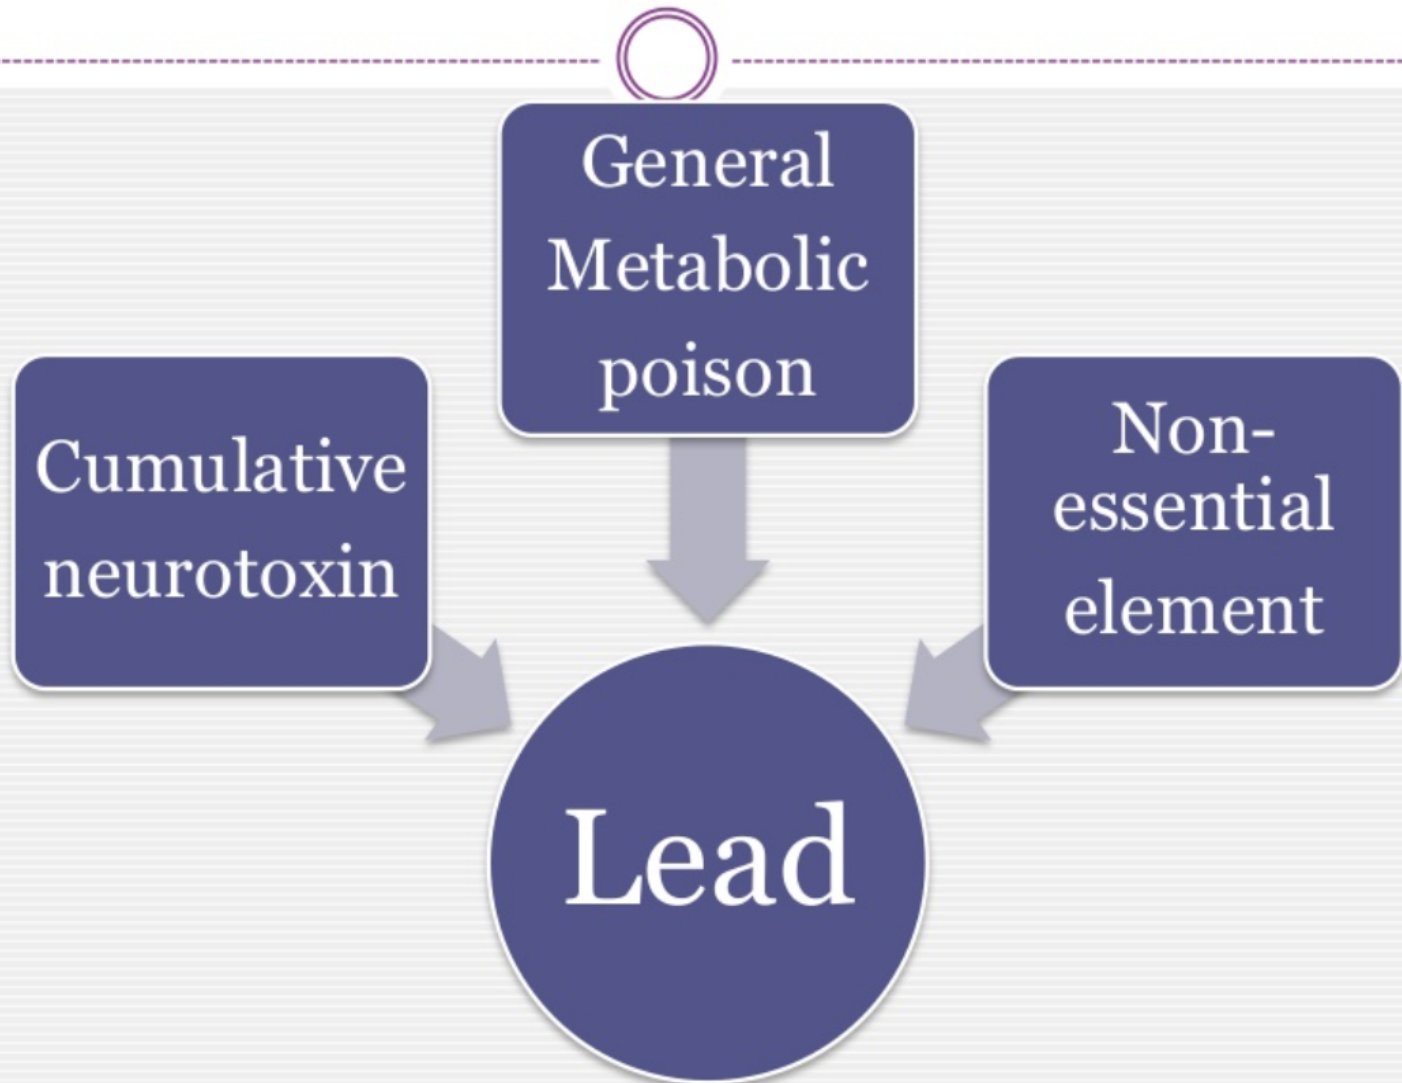 General
Metabolic
poison
Cumulative
neurotoxin
Non-
essential
element
Lead